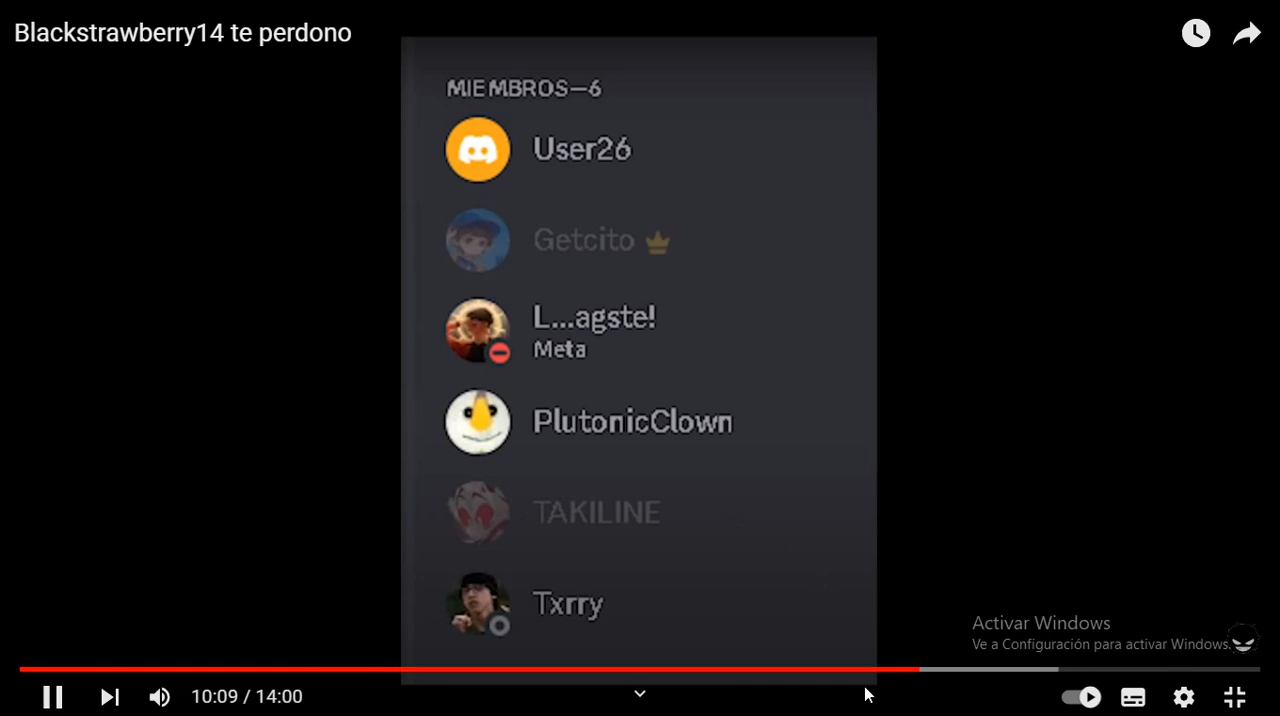 Blackstrawberry14 te perdono
MIEMBROS—6
User26
Getcito
L...agste!
Meta
PlutonicClown
TAKILINE
Txrry
Activar Windows
Ve a Configuración para activar Windows.
10:09 / 14:00